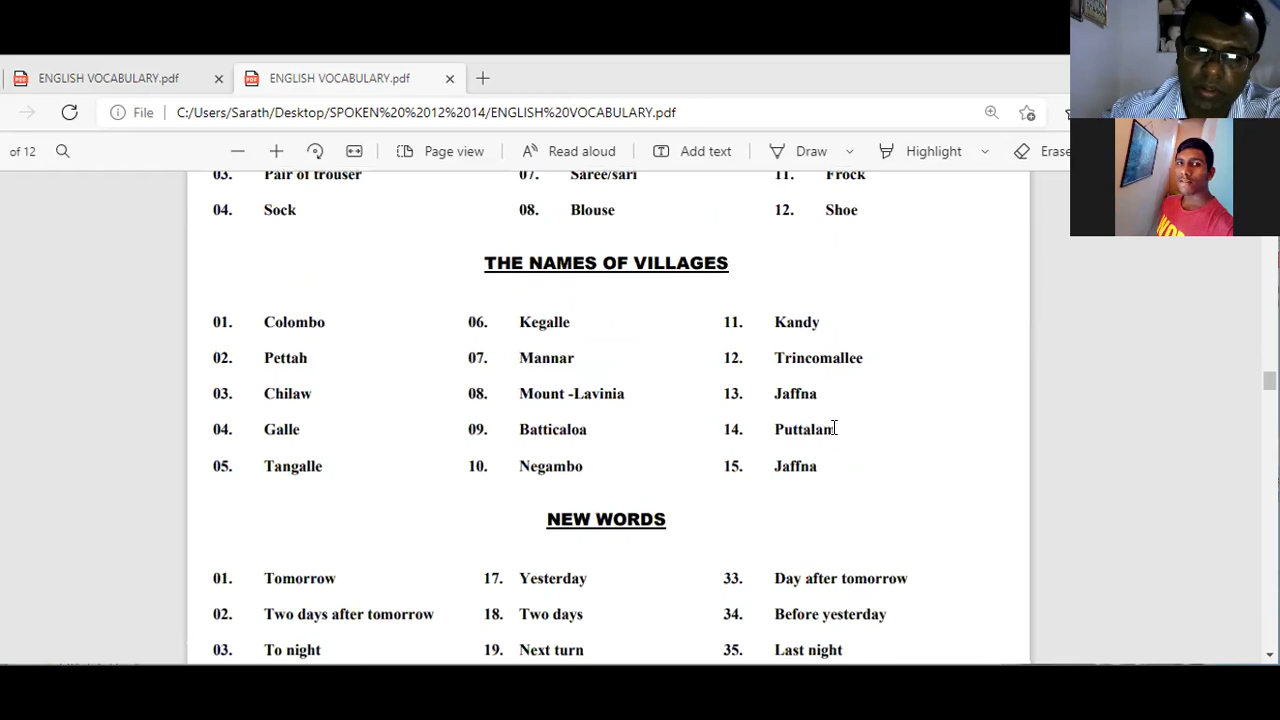 ENGLISH VOCABULARY.pdf ENGLISH VOCABULARY.pdf
File C:/Users/Sarath/Desktop/SPOKEN%20%2012%2014/ENGLISH%20VOCABULARY.pdf
of 12 Page view Read aloud Add text Draw Highlight Erase
03. Pair of trouser 07. Saree/sari 11. Frock
04. Sock 08. Blouse 12. Shoe
THE NAMES OF VILLAGES
01. Colombo 06. Kegalle 11. Kandy
02. Pettah 07. Mannar 12. Trincomallee
03. Chilaw 08. Mount -Lavinia 13. Jaffna
04. Galle 09. Batticaloa 14. Puttalam
05. Tangalle 10. Negambo 15. Jaffna
NEW WORDS
01. Tomorrow 17. Yesterday 33. Day after tomorrow
02. Two days after tomorrow 18. Two days 34. Before yesterday
03. To night 19. Next turn 35. Last night